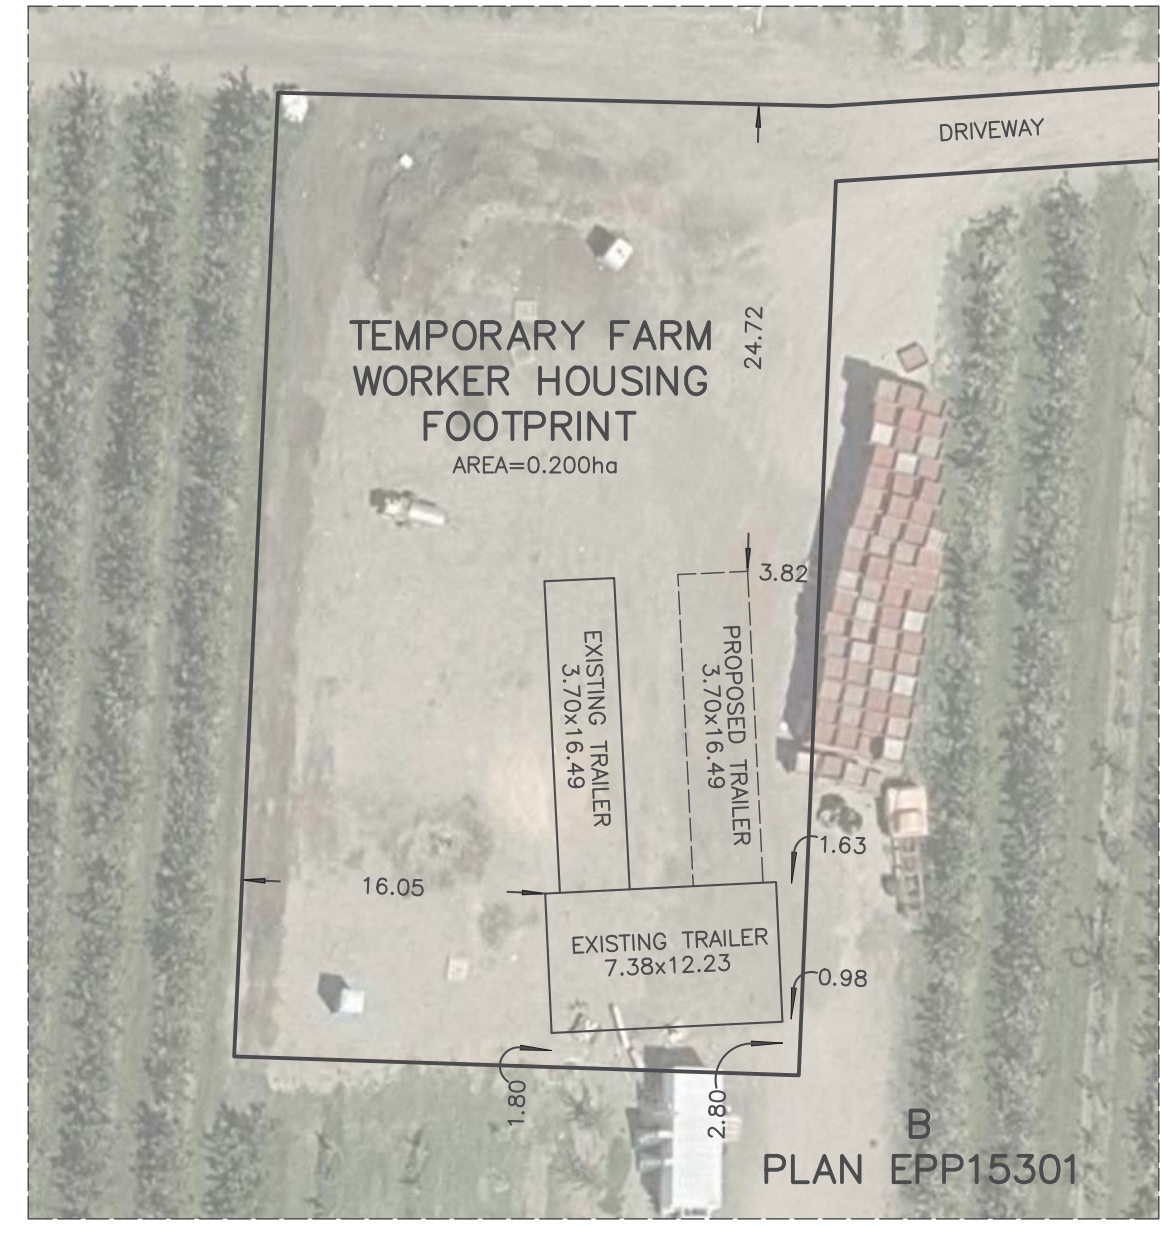 DRIVEWAY
24.72
TEMPORARY FARM
WORKER HOUSING
FOOTPRINT
AREA=0.200ha
3.82
EXISTING TRAILER
3.70x16.49
PROPOSED TRAILER
3.70x16.49
1.63
16.05
EXISTING TRAILER
7.38x12.23
0.98
1.80
2.80
B
PLAN EPP15301